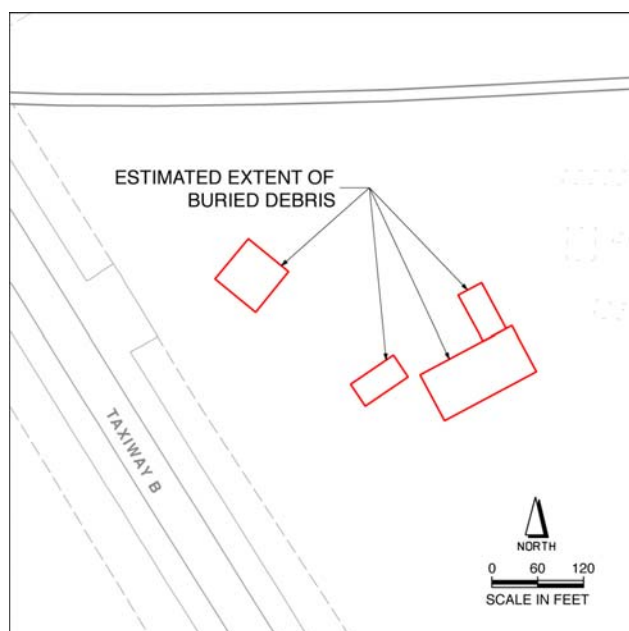 ESTIMATED EXTENT OF
BURIED DEBRIS
TAXIWAY B
NORTH
0 60 120
SCALE IN FEET